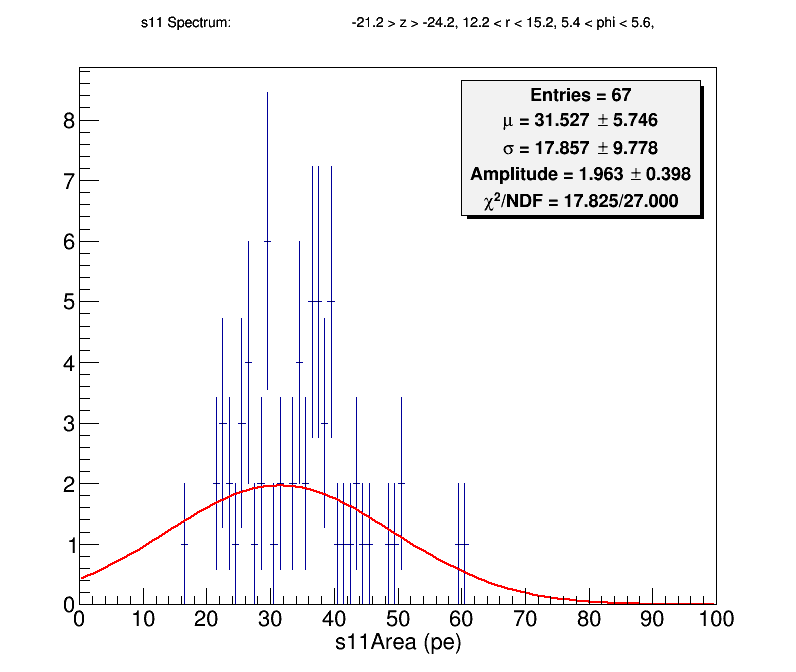 s11 Spectrum: -21.2 > z > -24.2, 12.2 < r < 15.2, 5.4 < phi < 5.6,
Entries = 67
μ = 31.527 ± 5.746
σ = 17.857 ± 9.778
Amplitude = 1.963 ± 0.398
χ²/NDF = 17.825/27.000
8
7
6
5
4
3
2
1
0
0 10 20 30 40 50 60 70 80 90 100
s11Area (pe)